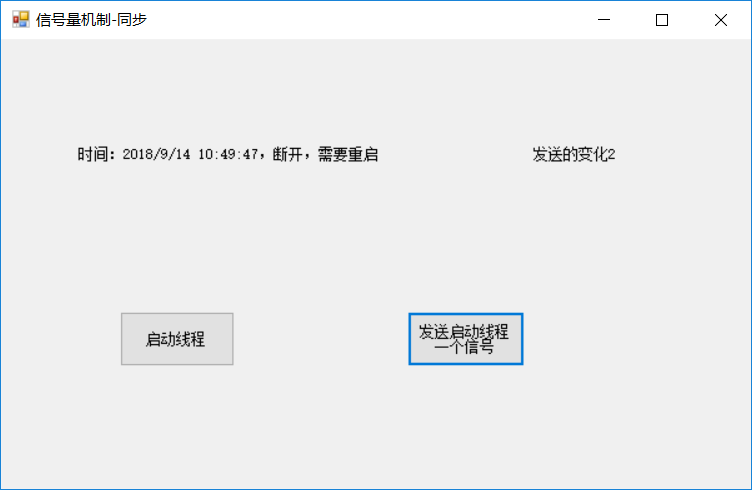 信号量机制-同步
时间：2018/9/14 10:49:47，断开，需要重启
发送的变化2
启动线程
发送启动线程
一个信号